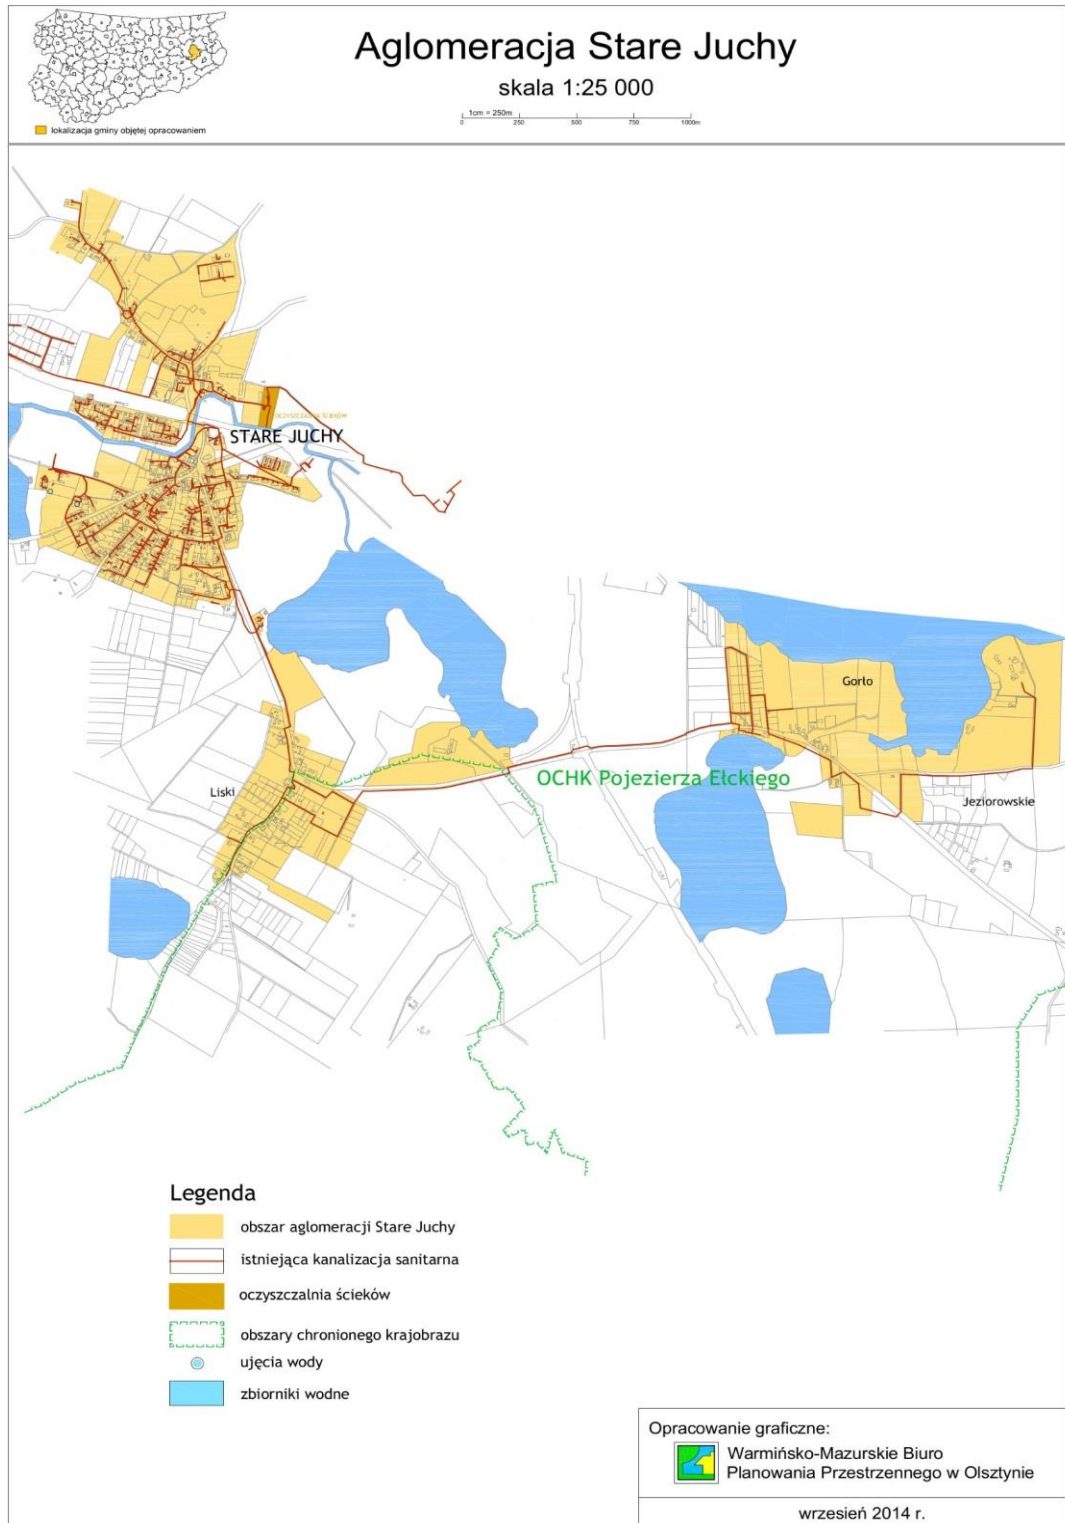 Aglomeracja Stare Juchy
skala 1:25 000
1cm = 250m
0 250 500 750 1000m
lokalizacja gminy objętej opracowaniem
OCZYSZCZALNIA ŚCIEKÓW
STARE JUCHY
Gorło
OCHK Pojezierza Ełckiego
Liski
Jeziorowskie
Legenda
obszar aglomeracji Stare Juchy
istniejąca kanalizacja sanitarna
oczyszczalnia ścieków
obszary chronionego krajobrazu
ujęcia wody
zbiorniki wodne
Opracowanie graficzne:
Warmińsko-Mazurskie Biuro
Planowania Przestrzennego w Olsztynie
wrzesień 2014 r.